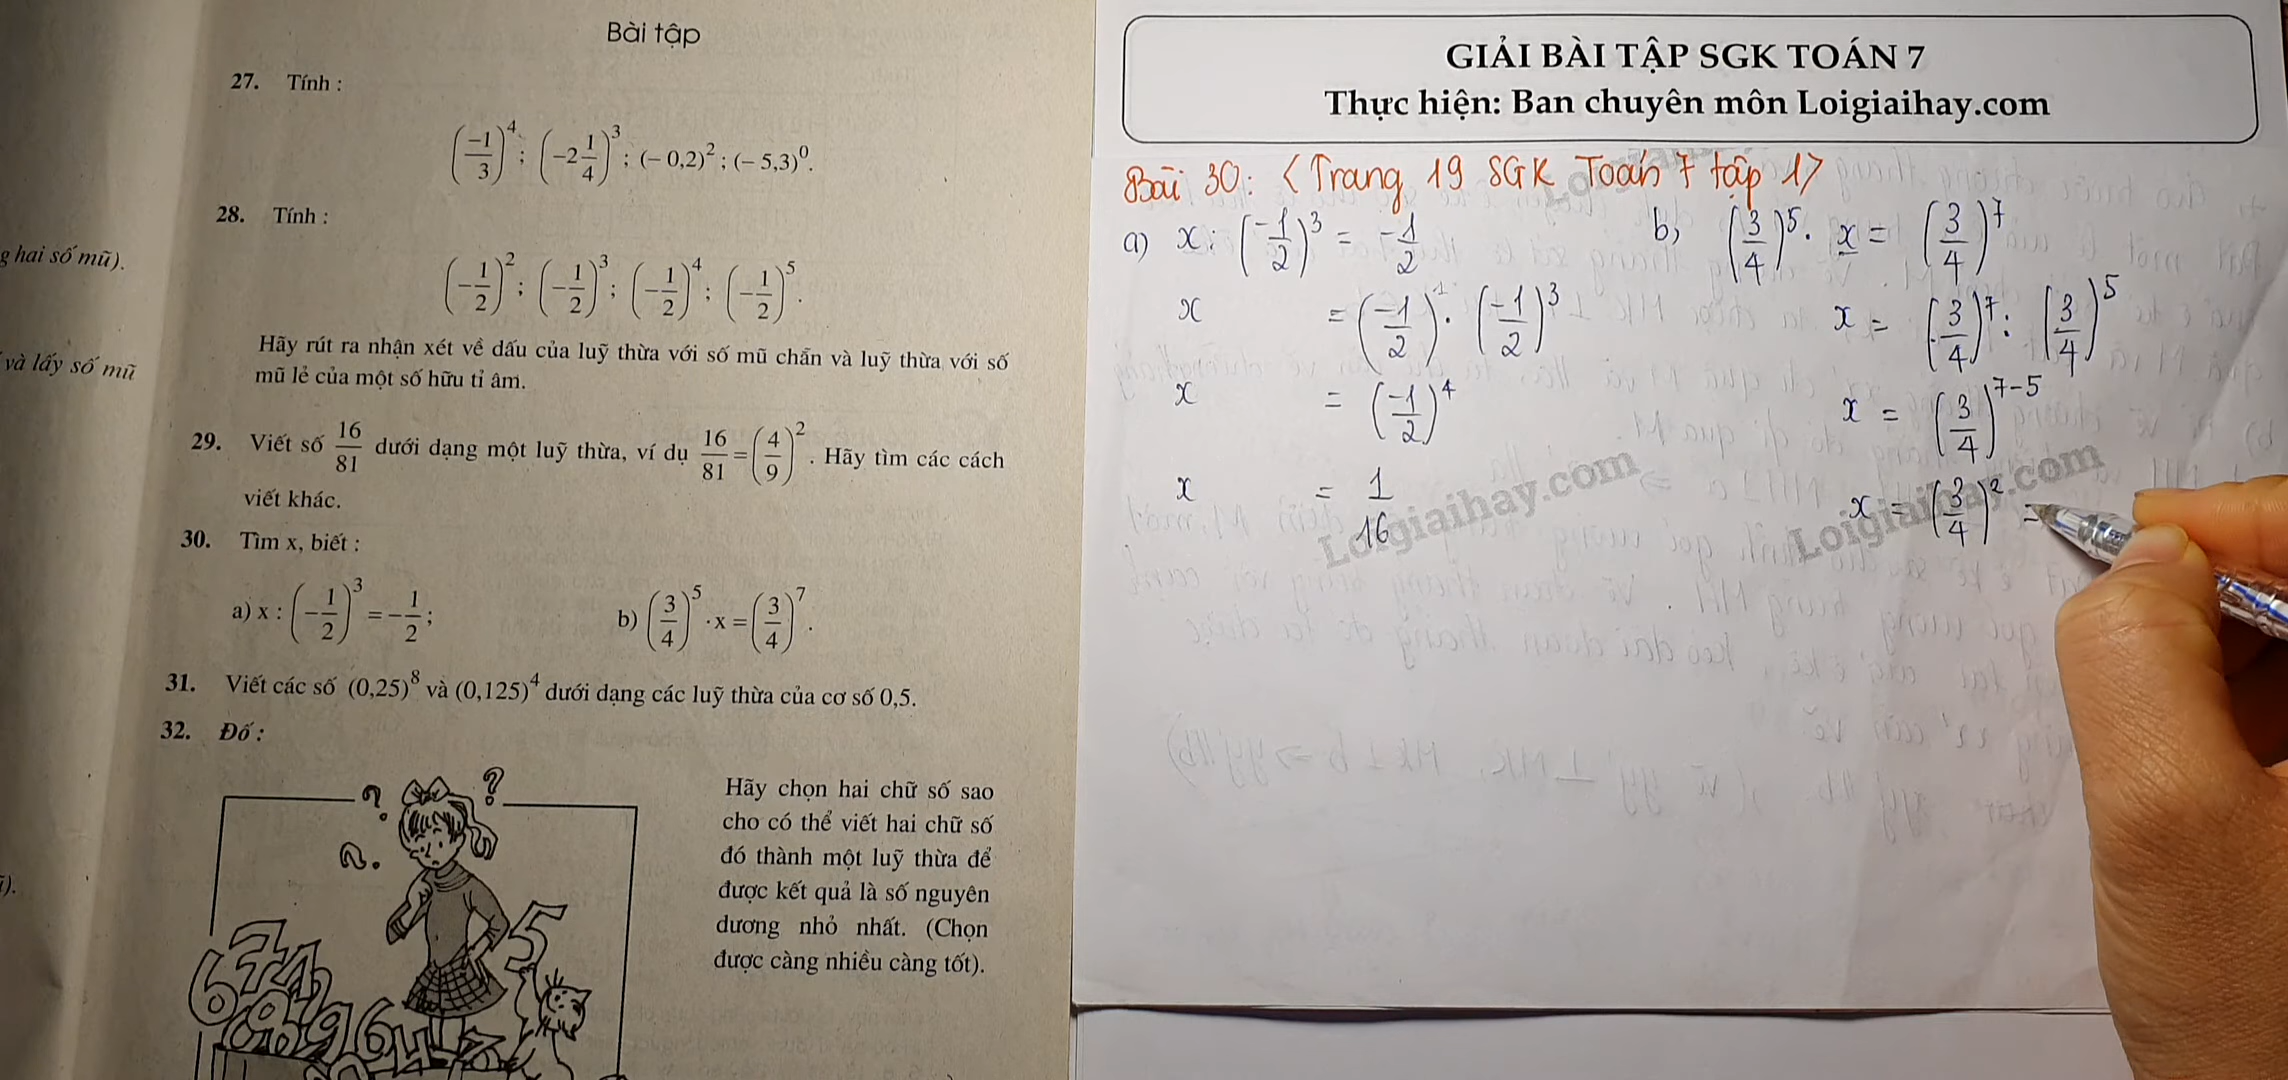 Bài tập
27. Tính :
(-1/3)^4 ; (-2 1/4)^3 ; (- 0,2)^2 ; (- 5,3)^0.
28. Tính :
(-1/2)^2 ; (-1/2)^3 ; (-1/2)^4 ; (-1/2)^5.
Hãy rút ra nhận xét về dấu của luỹ thừa với số mũ chẵn và luỹ thừa với số
mũ lẻ của một số hữu tỉ âm.
29. Viết số 16/81 dưới dạng một luỹ thừa, ví dụ 16/81 = (4/9)^2. Hãy tìm các cách
viết khác.
30. Tìm x, biết :
a) x : (-1/2)^3 = -1/2 ;
b) (3/4)^5 · x = (3/4)^7.
31. Viết các số (0,25)^8 và (0,125)^4 dưới dạng các luỹ thừa của cơ số 0,5.
32. Đố :
Hãy chọn hai chữ số sao
cho có thể viết hai chữ số
đó thành một luỹ thừa để
được kết quả là số nguyên
dương nhỏ nhất. (Chọn
được càng nhiều càng tốt).
g hai số mũ).
và lấy số mũ
GIẢI BÀI TẬP SGK TOÁN 7
Thực hiện: Ban chuyên môn Loigiaihay.com
Bài 30: <Trang 19 SGK Toán 7 tập 1>
a) x : (-1/2)^3 = -1/2
x = (-1/2)^1 . (-1/2)^3
x = (-1/2)^4
x = 1/16
b, (3/4)^5 . x = (3/4)^7
x = (3/4)^7 : (3/4)^5
x = (3/4)^7-5
x = (3/4)^2 =
Loigiaihay.com
Loigiaihay.com